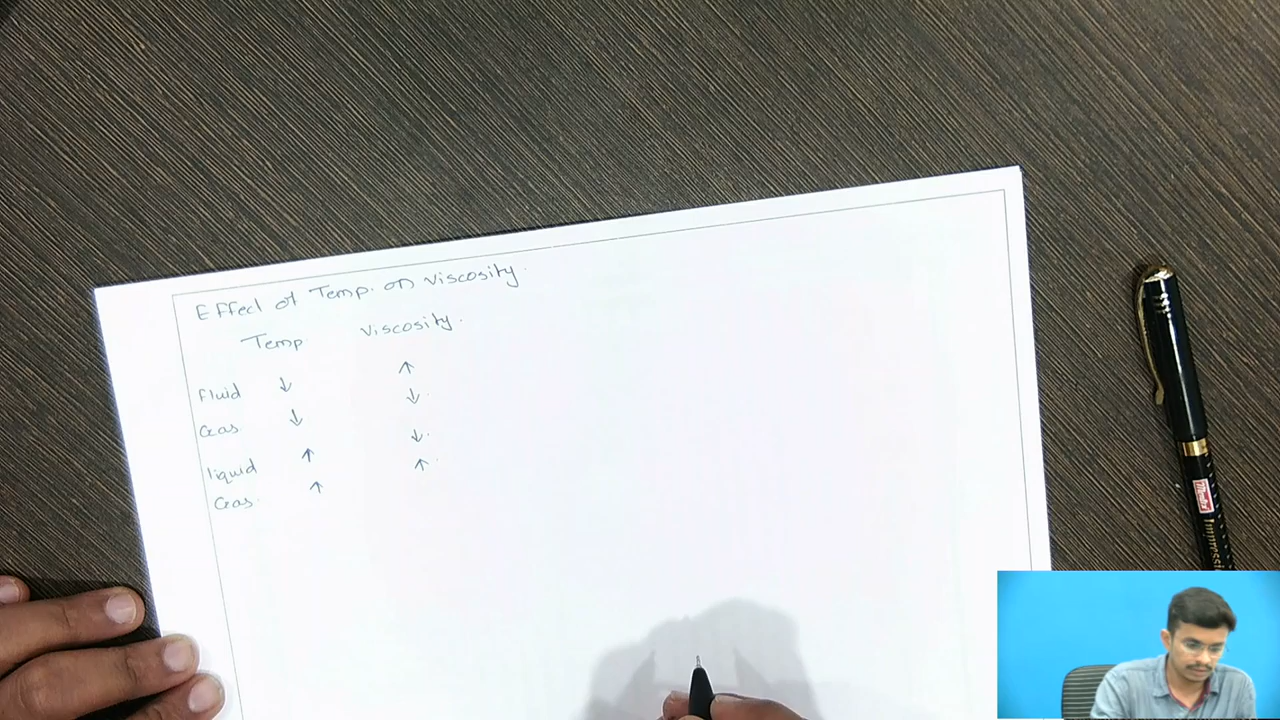 Effect of Temp. on viscosity.
Temp. Viscosity.
fluid ↓ ↑
Gas. ↓ ↓
liquid ↑ ↓
Gas. ↑ ↑